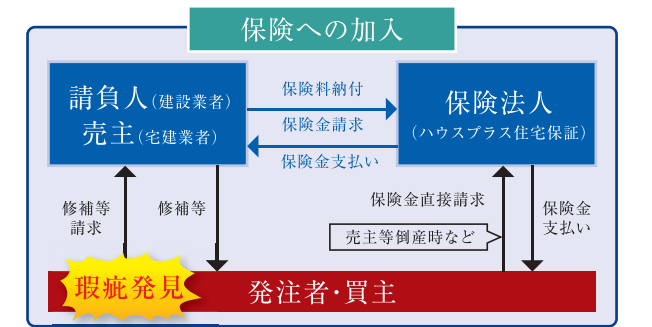 保険への加入
請負人(建設業者)
売主(宅建業者)
保険料納付
保険金請求
保険金支払い
保険法人
(ハウスプラス住宅保証)
修補等
請求
修補等
保険金直接請求
売主等倒産時など
保険金
支払い
瑕疵発見
発注者・買主